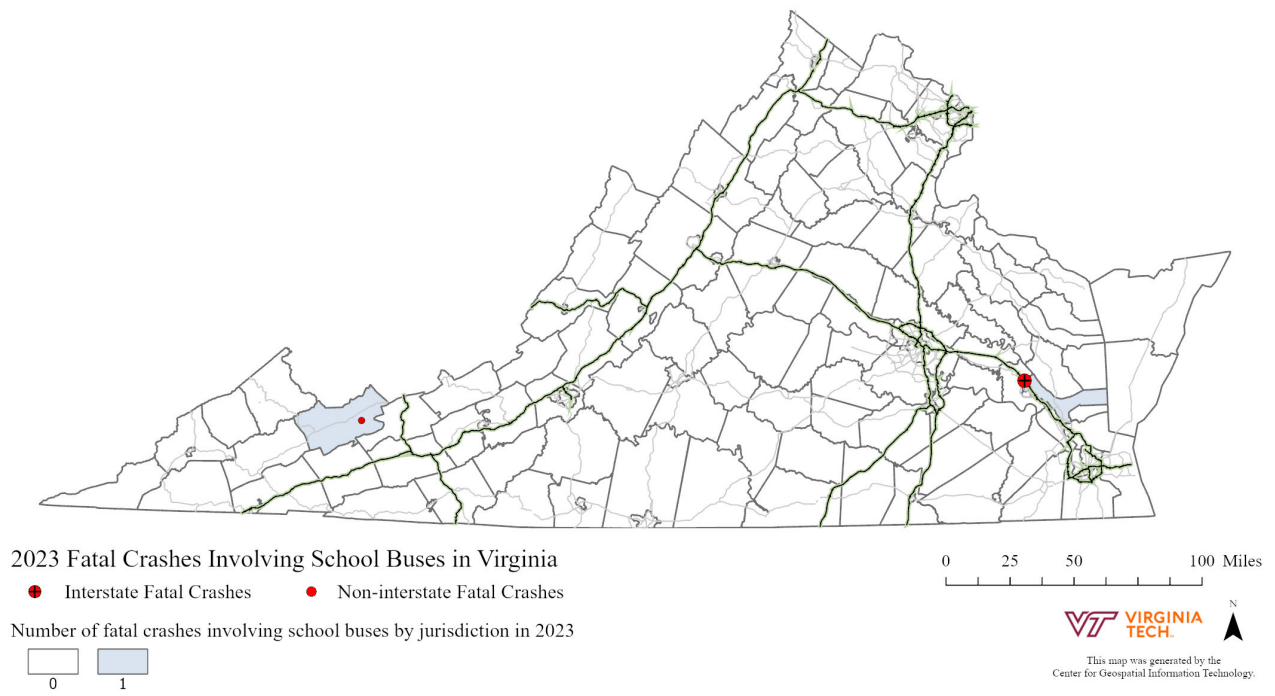 2023 Fatal Crashes Involving School Buses in Virginia
Interstate Fatal Crashes
Non-interstate Fatal Crashes
Number of fatal crashes involving school buses by jurisdiction in 2023
0
1
0 25 50 100 Miles
VT VIRGINIA
TECH
N
This map was generated by the
Center for Geospatial Information Technology.